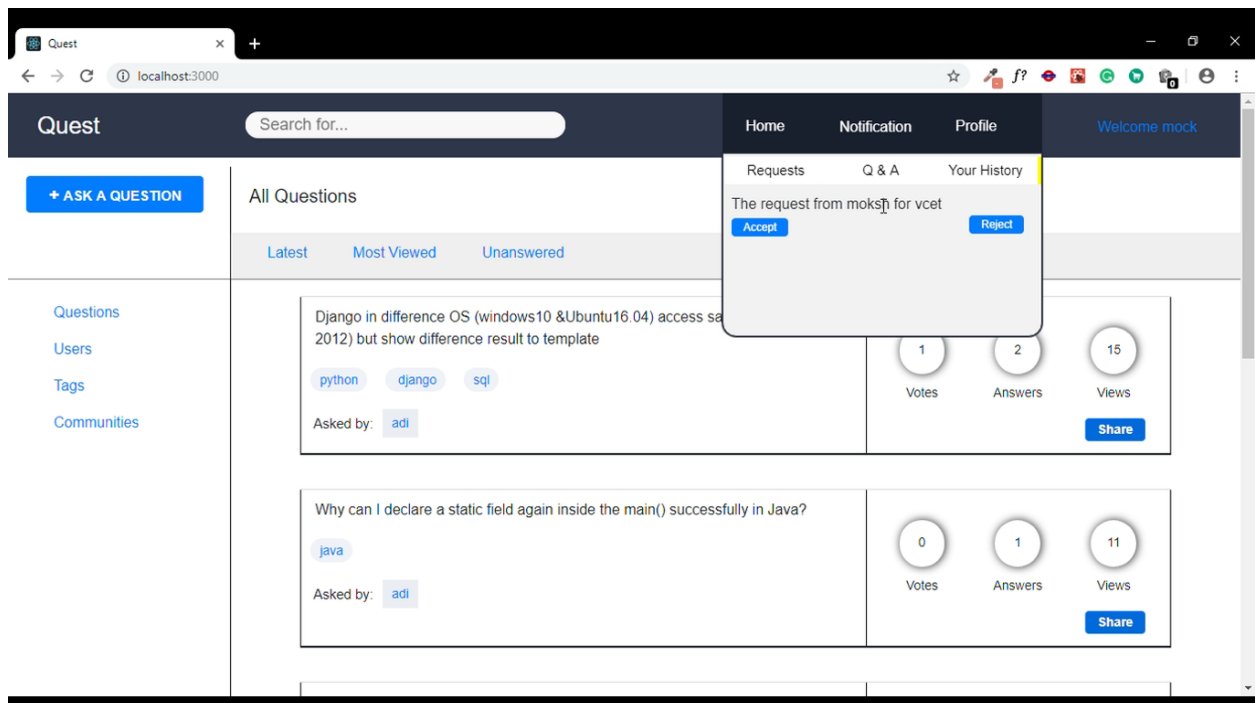 Quest
localhost:3000
f?
0
Quest
Search for...
Home
Notification
Profile
Welcome mock
Requests
Q & A
Your History
The request from moksh for vcet
Accept
Reject
+ ASK A QUESTION
All Questions
Latest
Most Viewed
Unanswered
Questions
Users
Tags
Communities
Django in difference OS (windows10 &Ubuntu16.04) access sa
2012) but show difference result to template
python
django
sql
Asked by:
adi
1
2
15
Votes
Answers
Views
Share
Why can I declare a static field again inside the main() successfully in Java?
java
Asked by:
adi
0
1
11
Votes
Answers
Views
Share